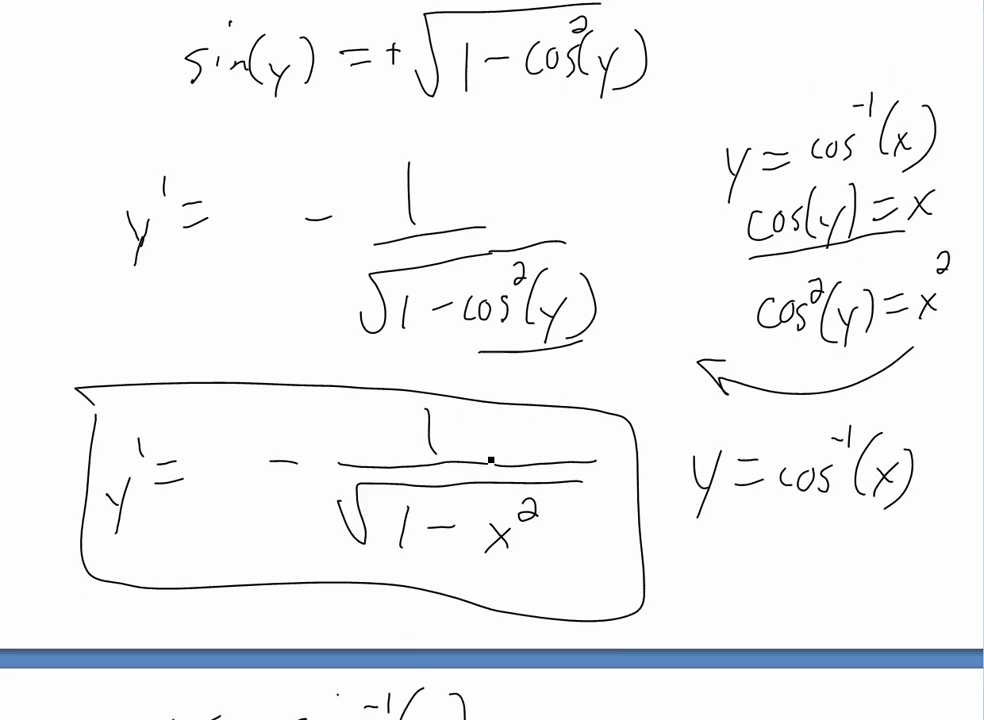 sin(y) = +√(1 - cos²(y))
y = cos⁻¹(x)
cos(y) = x
y' = - 1/√(1 - cos²(y))
cos²(y) = x²
y' = - 1/√(1 - x²)
y = cos⁻¹(x)